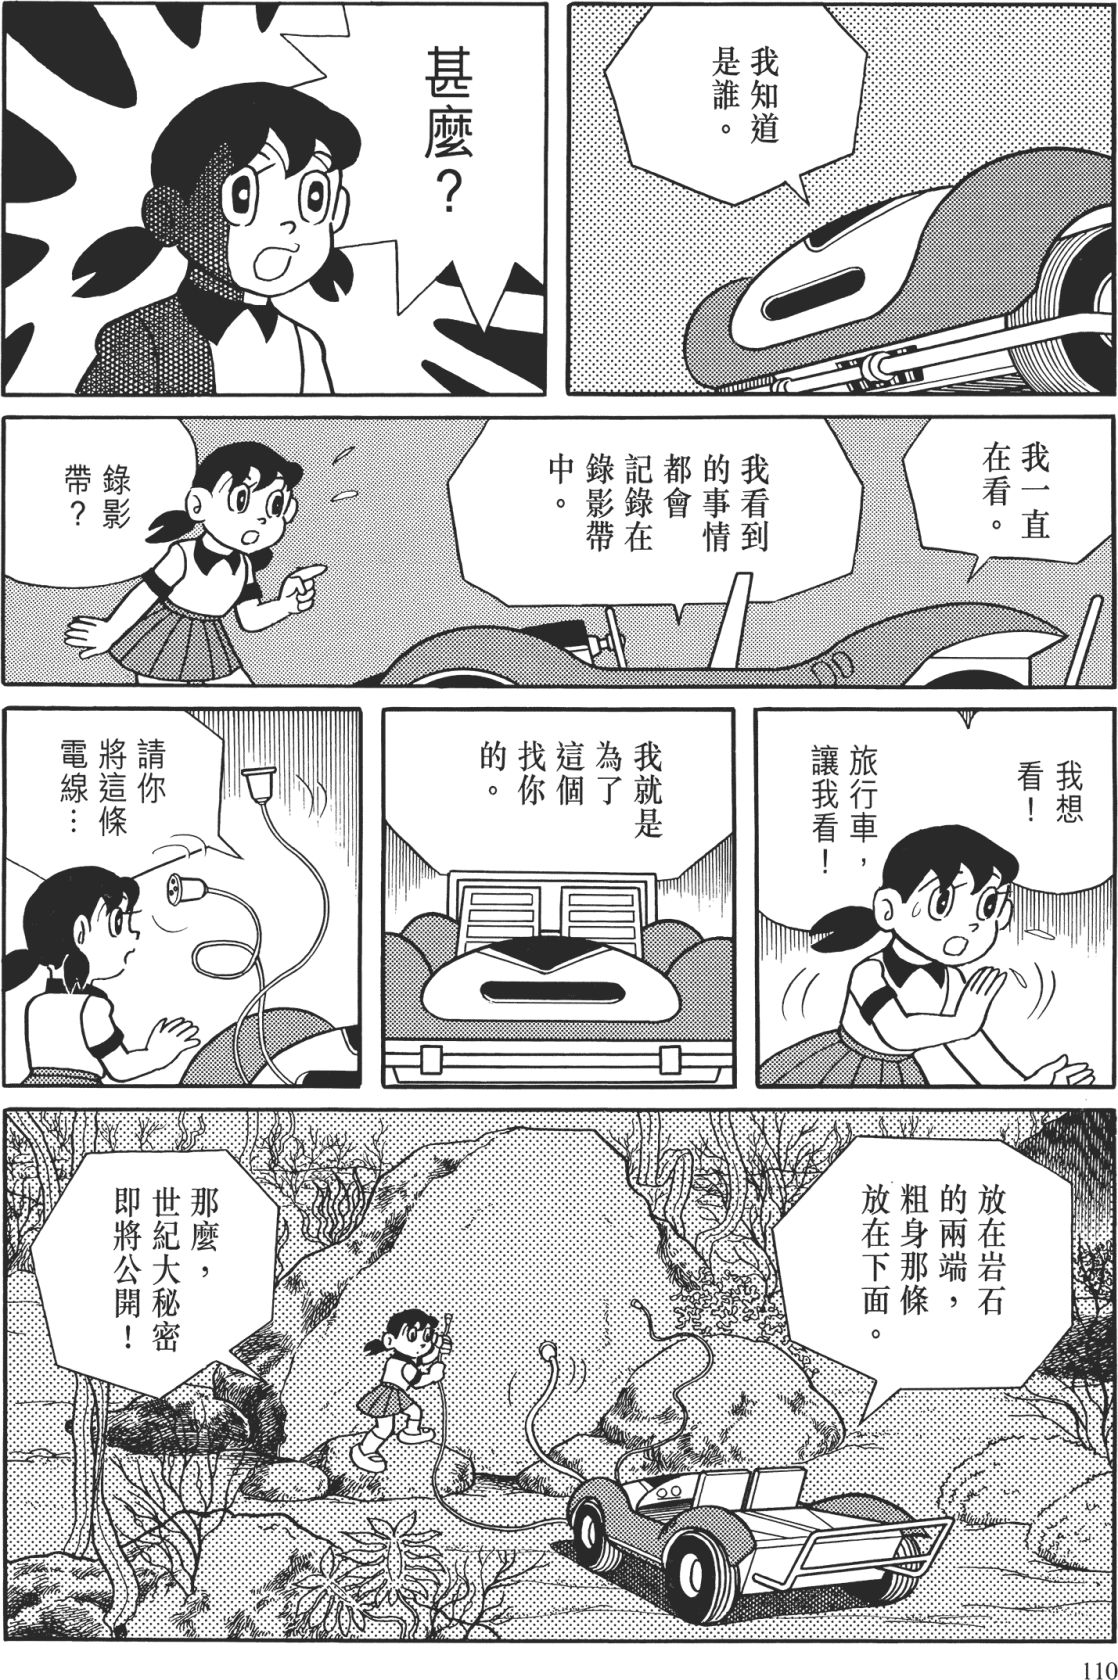 我知道
是誰。
甚麼？
我一直
在看。
我看到
的事情
都會
記錄在
錄影帶
中。
錄影
帶？
我想
看！
旅行車，
讓我看！
我就是
為了
這個
找你
的。
請你
將這條
電線…
放在岩石
的兩端，
粗身那條
放在下面。
那麼，
世紀大秘密
即將公開！
110